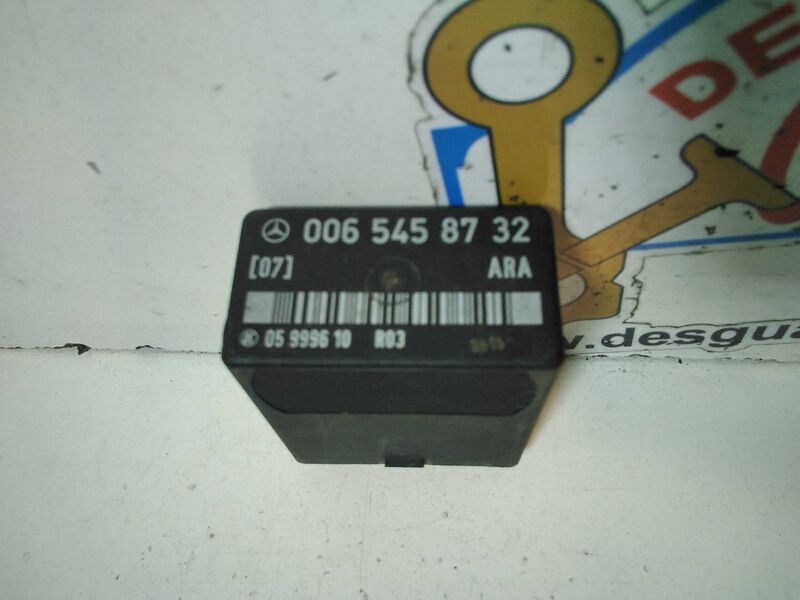 DE
006 545 87 32
[07] ARA
05 9996 10 R03
w.desgua